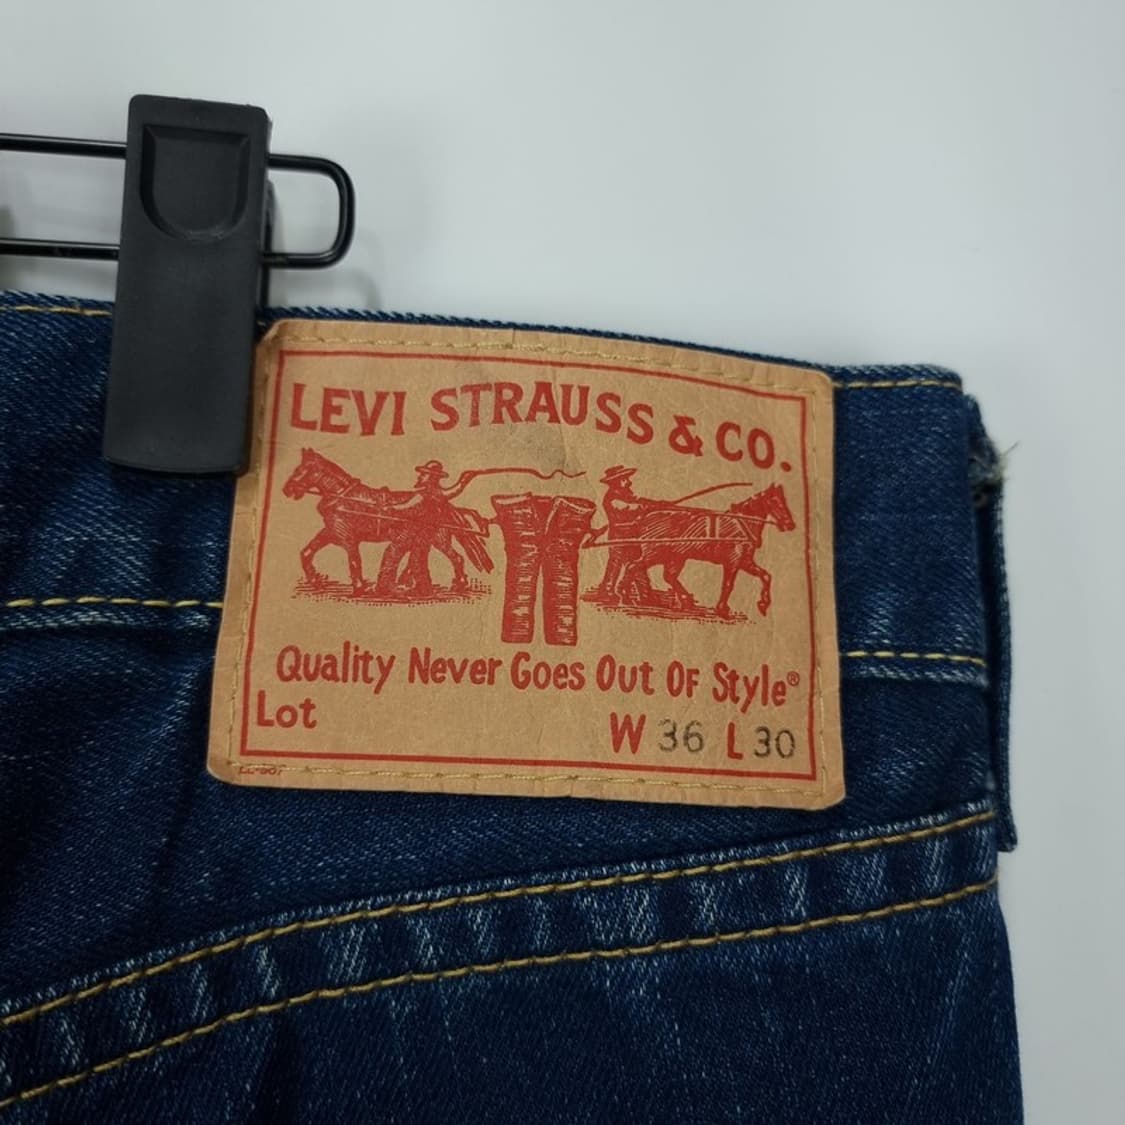 LEVI STRAUSS & CO.
Quality Never Goes Out Of Style®
Lot
W 36 L 30